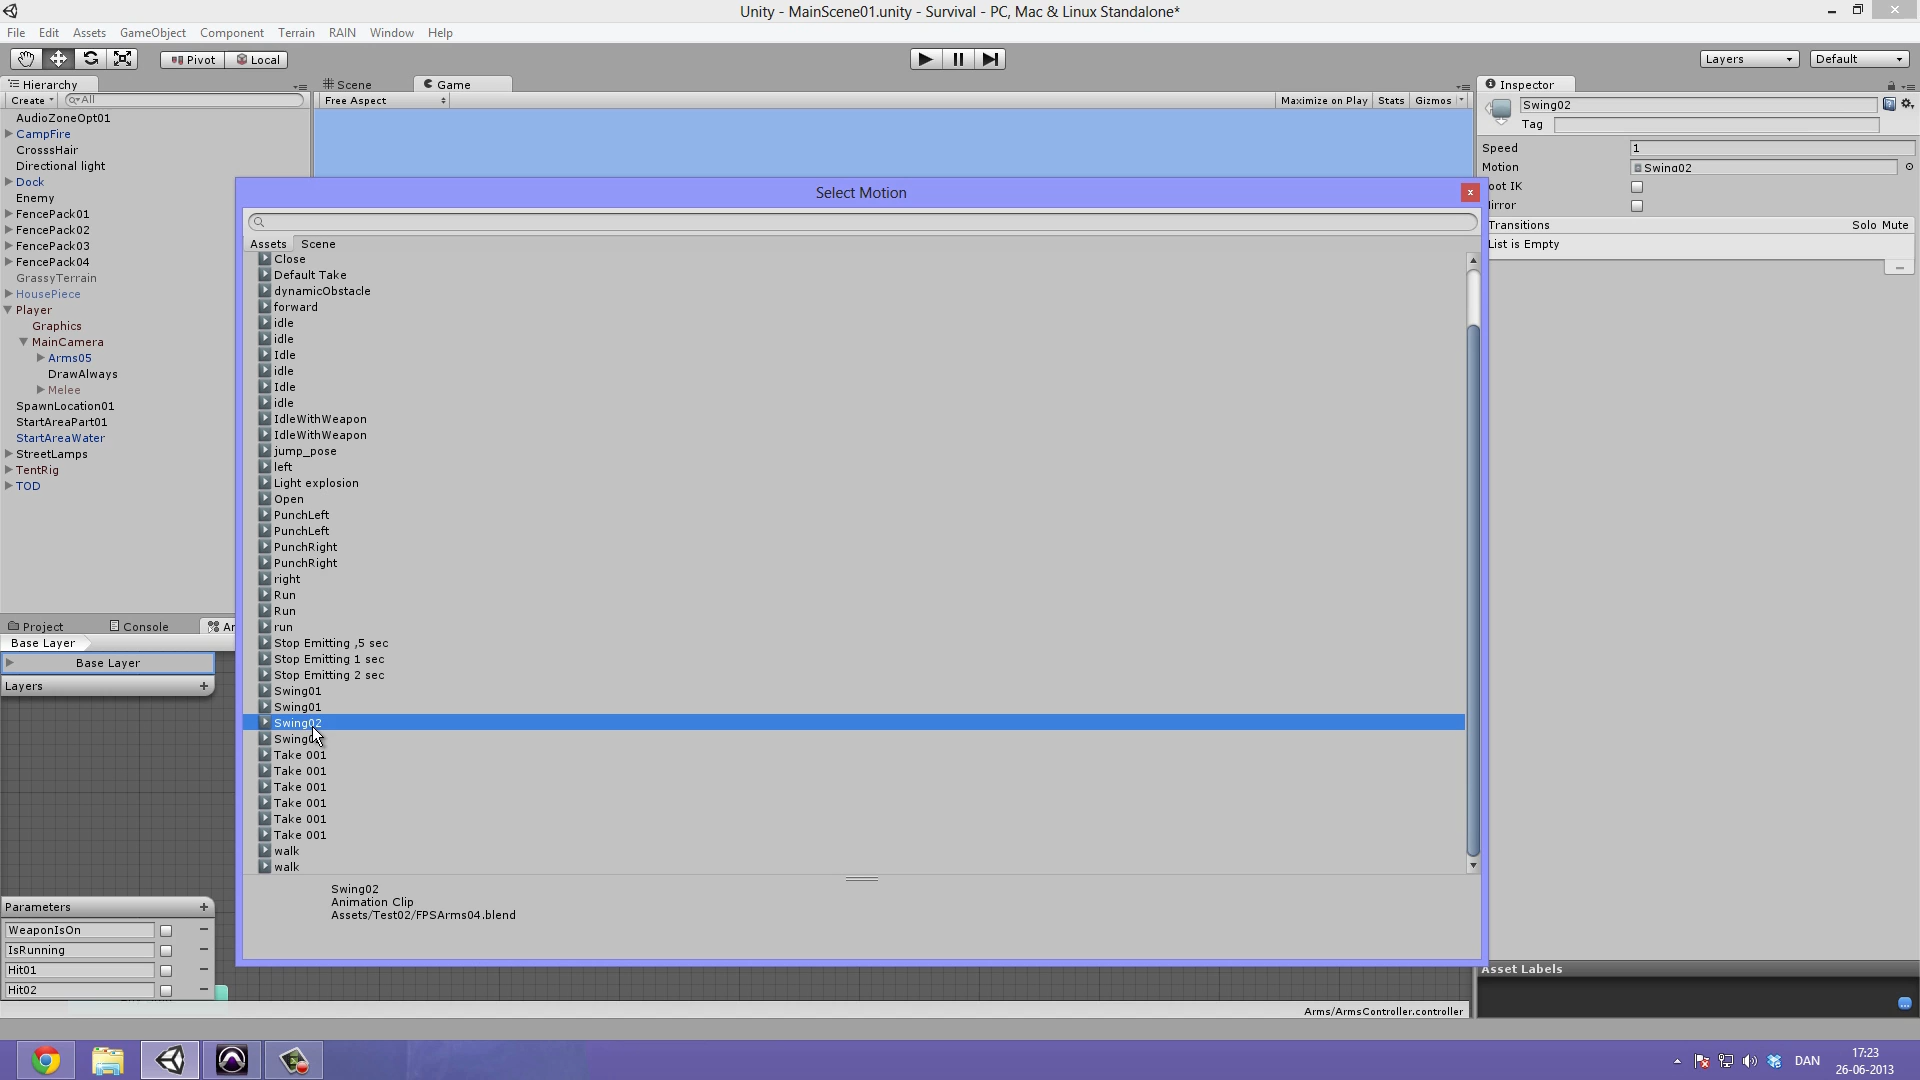 Unity - MainScene01.unity - Survival - PC, Mac & Linux Standalone*
File Edit Assets GameObject Component Terrain RAIN Window Help
Pivot Local Layers Default
Hierarchy Scene Game Inspector
Create All Free Aspect Maximize on Play Stats Gizmos Swing02
Tag
AudioZoneOpt01
CampFire
CrosssHair
Directional light
Dock
Enemy
FencePack01
FencePack02
FencePack03
FencePack04
GrassyTerrain
HousePiece
Player
Graphics
MainCamera
Arms05
DrawAlways
Melee
SpawnLocation01
StartAreaPart01
StartAreaWater
StreetLamps
TentRig
TOD
Speed 1
Motion Swing02
oot IK
irror
Transitions Solo Mute
List is Empty
Select Motion
x
Assets Scene
Close
Default Take
dynamicObstacle
forward
idle
idle
Idle
idle
Idle
idle
IdleWithWeapon
IdleWithWeapon
jump_pose
left
Light explosion
Open
PunchLeft
PunchLeft
PunchRight
PunchRight
right
Run
Run
run
Stop Emitting ,5 sec
Stop Emitting 1 sec
Stop Emitting 2 sec
Swing01
Swing01
Swing02
Take 001
Take 001
Take 001
Take 001
Take 001
Take 001
walk
walk
Swing02
Animation Clip
Assets/Test02/FPSArms04.blend
Project Console An
Base Layer
Base Layer
Layers +
Parameters +
WeaponIsOn
IsRunning
Hit01
Hit02
Arms/ArmsController.controller
Asset Labels
DAN
17:23
26-06-2013